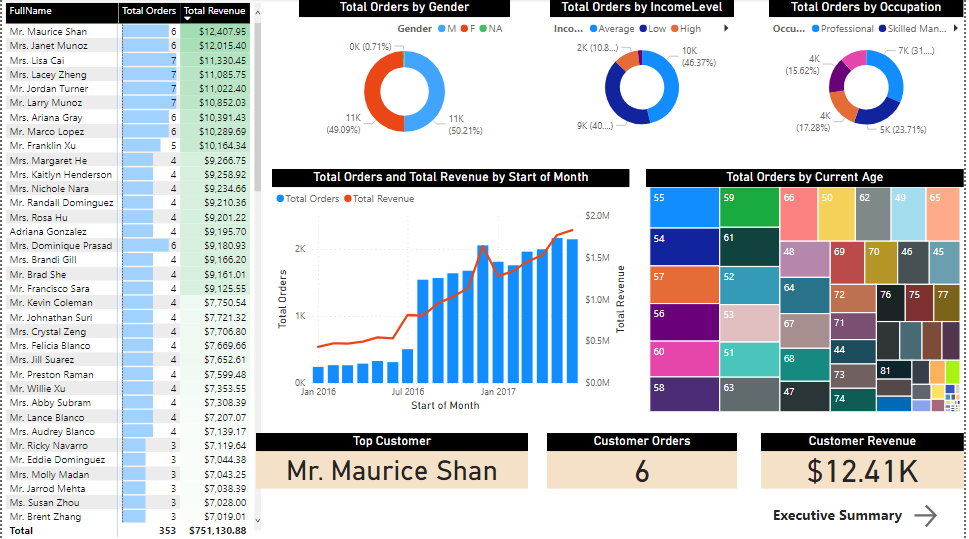 FullName Total Orders Total Revenue
Mr. Maurice Shan 6 $12,407.95
Mrs. Janet Munoz 6 $12,015.40
Mrs. Lisa Cai 7 $11,330.45
Mrs. Lacey Zheng 7 $11,085.75
Mr. Jordan Turner 7 $11,022.40
Mr. Larry Munoz 7 $10,852.03
Mrs. Ariana Gray 6 $10,391.43
Mr. Marco Lopez 6 $10,289.69
Mr. Franklin Xu 5 $10,164.34
Mrs. Margaret He 4 $9,266.75
Mrs. Kaitlyn Henderson 4 $9,258.92
Mrs. Nichole Nara 4 $9,234.66
Mr. Randall Dominguez 4 $9,210.36
Mrs. Rosa Hu 4 $9,201.22
Adriana Gonzalez 4 $9,195.70
Mrs. Dominique Prasad 6 $9,180.93
Mrs. Brandi Gill 4 $9,166.20
Mr. Brad She 4 $9,161.01
Mr. Francisco Sara 4 $9,125.55
Mr. Kevin Coleman 4 $7,750.54
Mr. Johnathan Suri 4 $7,721.32
Mrs. Crystal Zeng 4 $7,706.80
Mrs. Felicia Blanco 4 $7,669.66
Mrs. Jill Suarez 4 $7,652.61
Mr. Preston Raman 4 $7,599.48
Mr. Willie Xu 4 $7,353.55
Mrs. Abby Subram 4 $7,308.39
Mr. Lance Blanco 4 $7,207.07
Mrs. Audrey Blanco 4 $7,139.17
Mr. Ricky Navarro 3 $7,119.64
Mr. Eddie Dominguez 3 $7,044.38
Mrs. Molly Madan 3 $7,043.25
Mr. Jarrod Mehta 3 $7,038.39
Ms. Susan Zhou 3 $7,028.00
Mr. Brent Zhang 3 $7,019.01
Total 353 $751,130.88
Total Orders by Gender
Gender M F NA
0K (0.71%)
11K
(49.09%)
11K
(50.21%)
Total Orders by IncomeLevel
Inco... Average Low High
2K (10.8...)
10K
(46.37%)
9K (40....)
Total Orders by Occupation
Occu... Professional Skilled Man...
7K (31....)
4K
(15.62%)
4K
(17.28%)
5K (23.71%)
Total Orders and Total Revenue by Start of Month
Total Orders Total Revenue
Total Orders
2K
1K
0K
$2.0M
$1.5M
$1.0M
$0.5M
$0.0M
Total Revenue
Jan 2016 Jul 2016 Jan 2017
Start of Month
Total Orders by Current Age
55 59 66 50 62 49 65
54 61 48 69 70 46 45
57 52 64 72 76 75 77
56 53 67 71
60 51 68 44
58 63 47 73 81
74
Top Customer
Mr. Maurice Shan
Customer Orders
6
Customer Revenue
$12.41K
Executive Summary